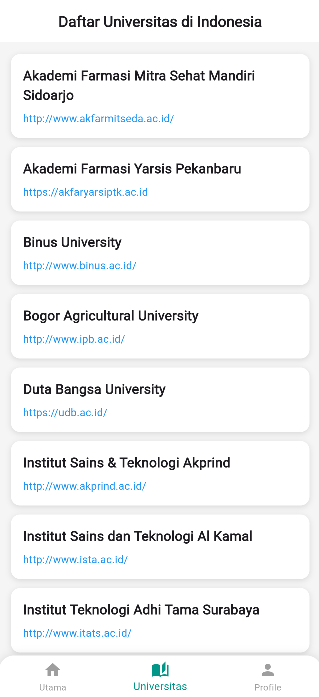 Daftar Universitas di Indonesia
Akademi Farmasi Mitra Sehat Mandiri
Sidoarjo
http://www.akfarmitseda.ac.id/
Akademi Farmasi Yarsis Pekanbaru
https://akfaryarsiptk.ac.id
Binus University
http://www.binus.ac.id/
Bogor Agricultural University
http://www.ipb.ac.id/
Duta Bangsa University
https://udb.ac.id/
Institut Sains & Teknologi Akprind
http://www.akprind.ac.id/
Institut Sains dan Teknologi Al Kamal
http://www.ista.ac.id/
Institut Teknologi Adhi Tama Surabaya
http://www.itats.ac.id/
Utama
Universitas
Profile